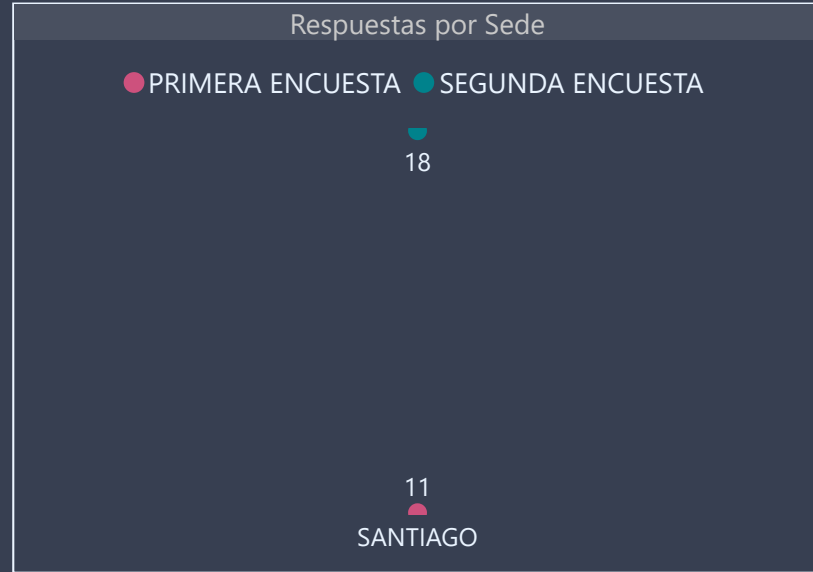 Respuestas por Sede
PRIMERA ENCUESTA SEGUNDA ENCUESTA
18
11
SANTIAGO